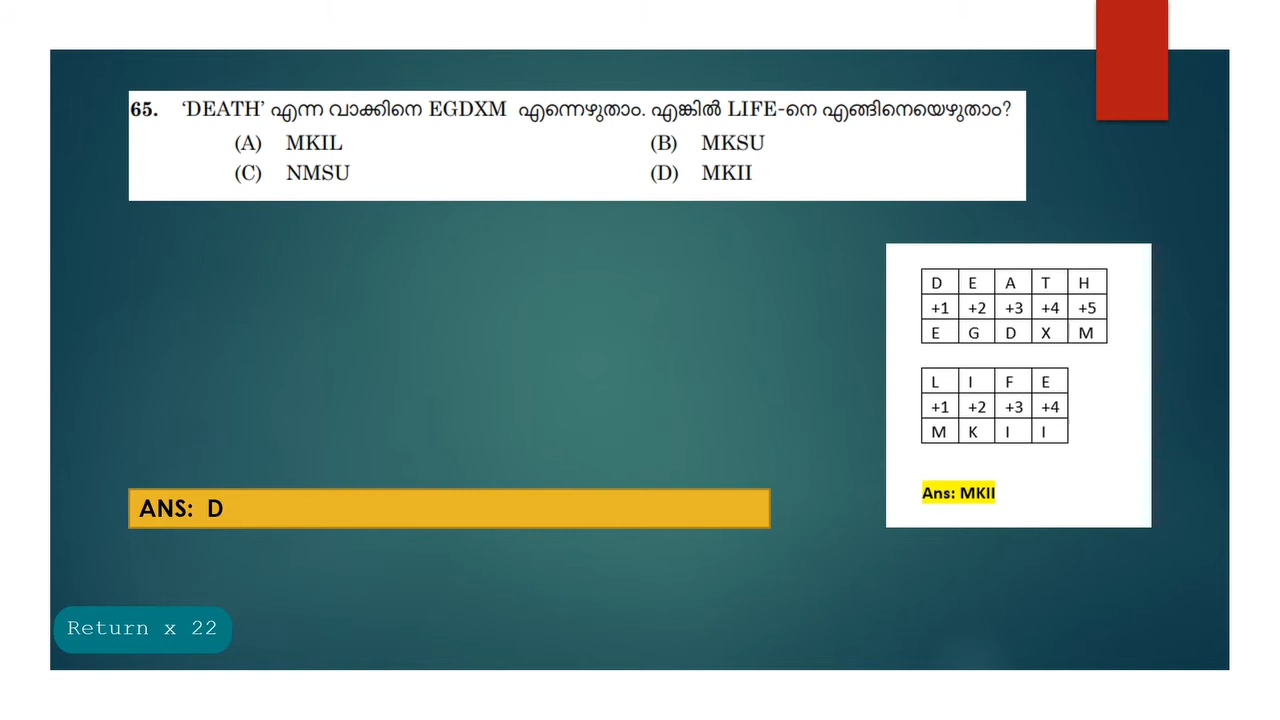 65. ‘DEATH’ എന്ന വാക്കിനെ EGDXM എന്നെഴുതാം. എങ്കിൽ LIFE-നെ എങ്ങിനെയെഴുതാം?
(A) MKIL (B) MKSU
(C) NMSU (D) MKII
D E A T H
+1 +2 +3 +4 +5
E G D X M
L I F E
+1 +2 +3 +4
M K I I
Ans: MKII
ANS: D
Return x 22